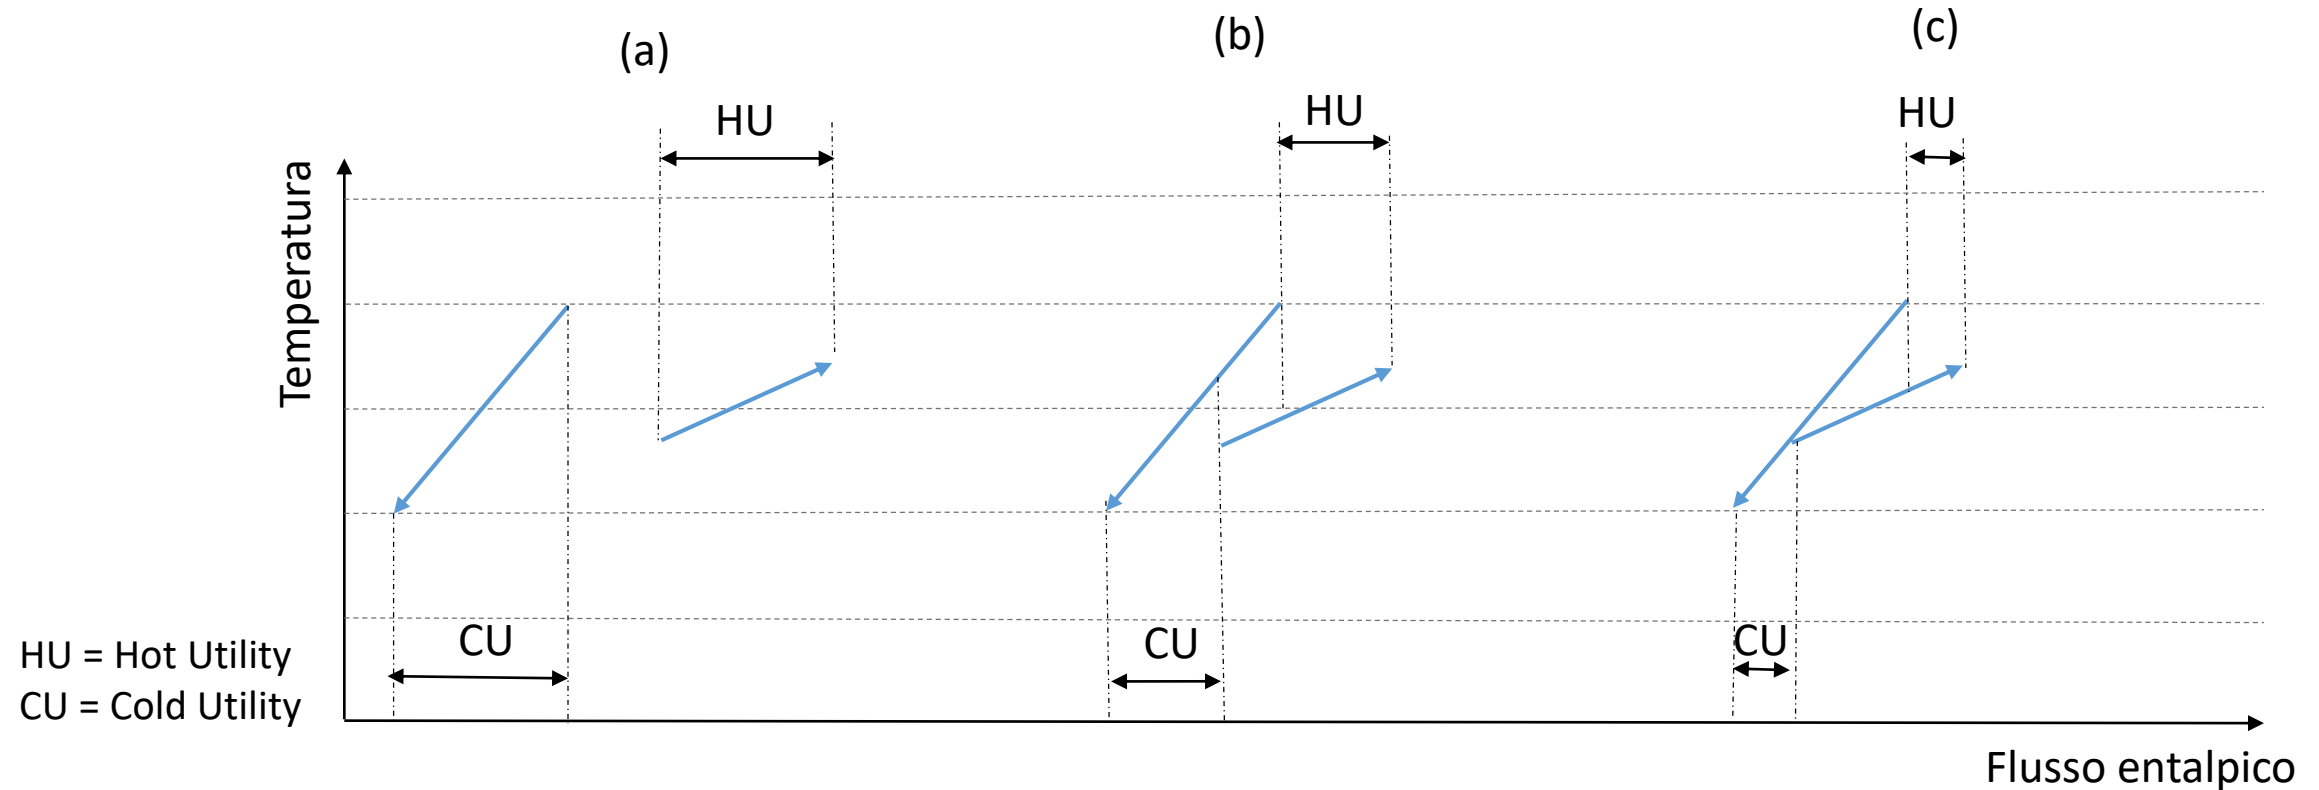 (a)
(b)
(c)
HU
HU
HU
Temperatura
CU
CU
CU
HU = Hot Utility
CU = Cold Utility
Flusso entalpico